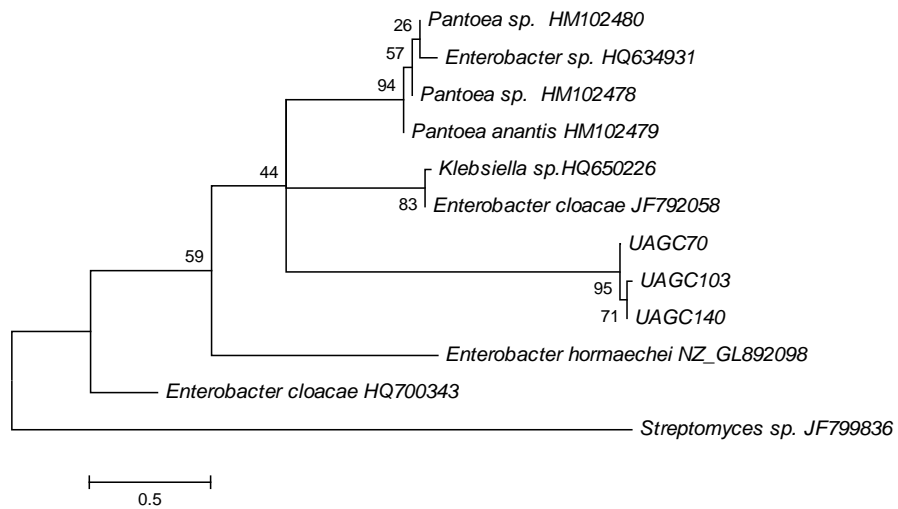 Pantoea sp. HM102480
26
Enterobacter sp. HQ634931
57
Pantoea sp. HM102478
94
Pantoea anantis HM102479
Klebsiella sp.HQ650226
44
Enterobacter cloacae JF792058
83
UAGC70
59
UAGC103
95
UAGC140
71
Enterobacter hormaechei NZ_GL892098
Enterobacter cloacae HQ700343
Streptomyces sp. JF799836
0.5